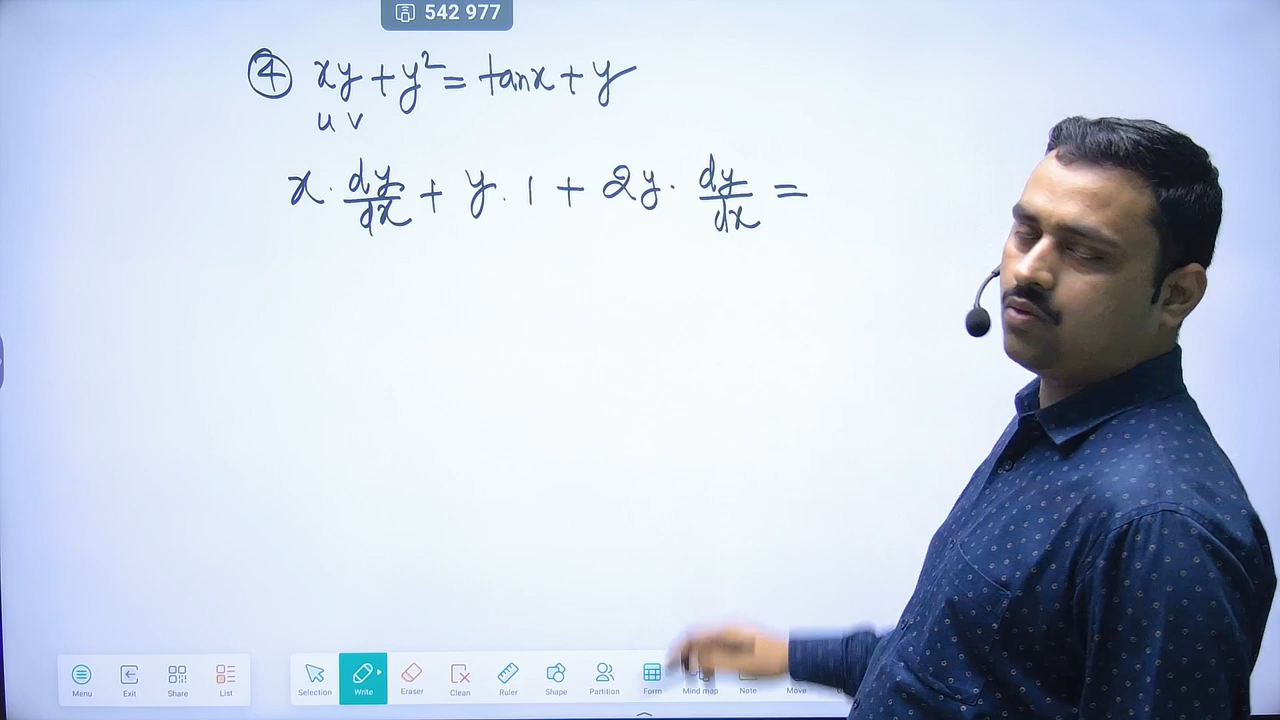 542 977
④ xy + y² = tanx + y
u v
x · dy/dx + y · 1 + 2y · dy/dx =
Menu Exit Share List Selection Write Eraser Clean Ruler Shape Partition Form Mind map Note Move